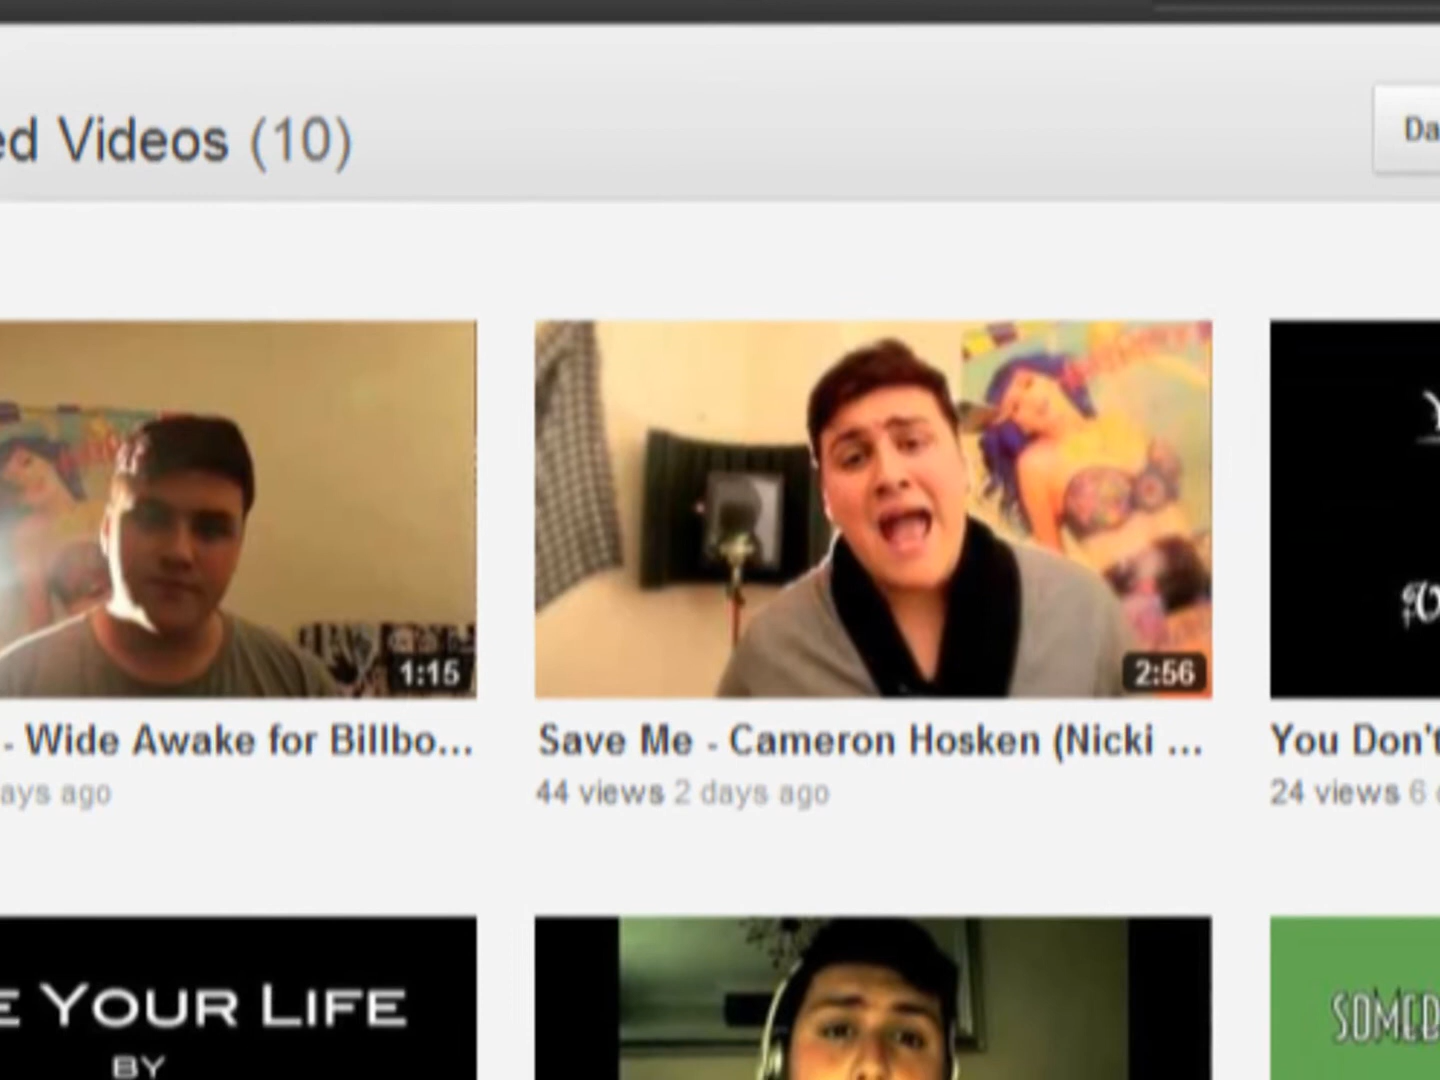 ed Videos (10)
Da
1:15
2:56
- Wide Awake for Billbo...
Save Me - Cameron Hosken (Nicki ...
You Don't
ays ago
44 views 2 days ago
24 views 6
E YOUR LIFE
BY
SOMEB